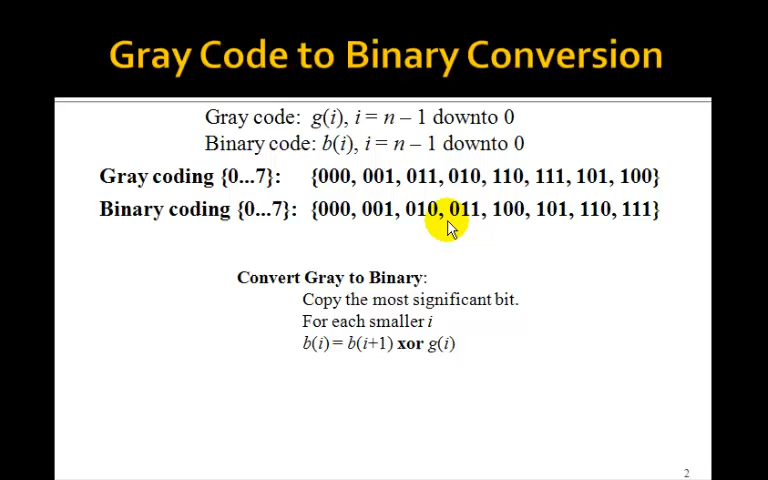 Gray Code to Binary Conversion
Gray code: g(i), i = n – 1 downto 0
Binary code: b(i), i = n – 1 downto 0
Gray coding {0...7}: {000, 001, 011, 010, 110, 111, 101, 100}
Binary coding {0...7}: {000, 001, 010, 011, 100, 101, 110, 111}
Convert Gray to Binary:
Copy the most significant bit.
For each smaller i
b(i) = b(i+1) xor g(i)
2